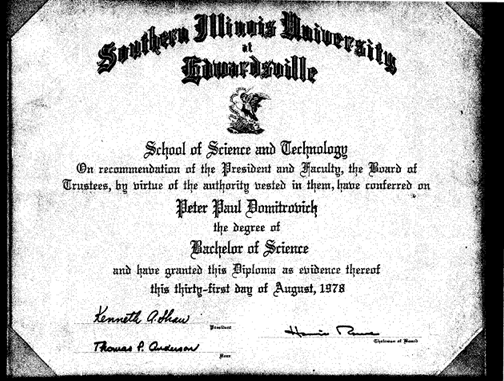 Southern Illinois University
at
Edwardsville
School of Science and Technology
On recommendation of the President and Faculty, the Board of
Trustees, by virtue of the authority vested in them, have conferred on
Peter Paul Domitrovich
the degree of
Bachelor of Science
and have granted this Diploma as evidence thereof
this thirty-first day of August, 1978
Kenneth A. Shaw
President
Chairman of Board
Thomas P. Anderson
Dean